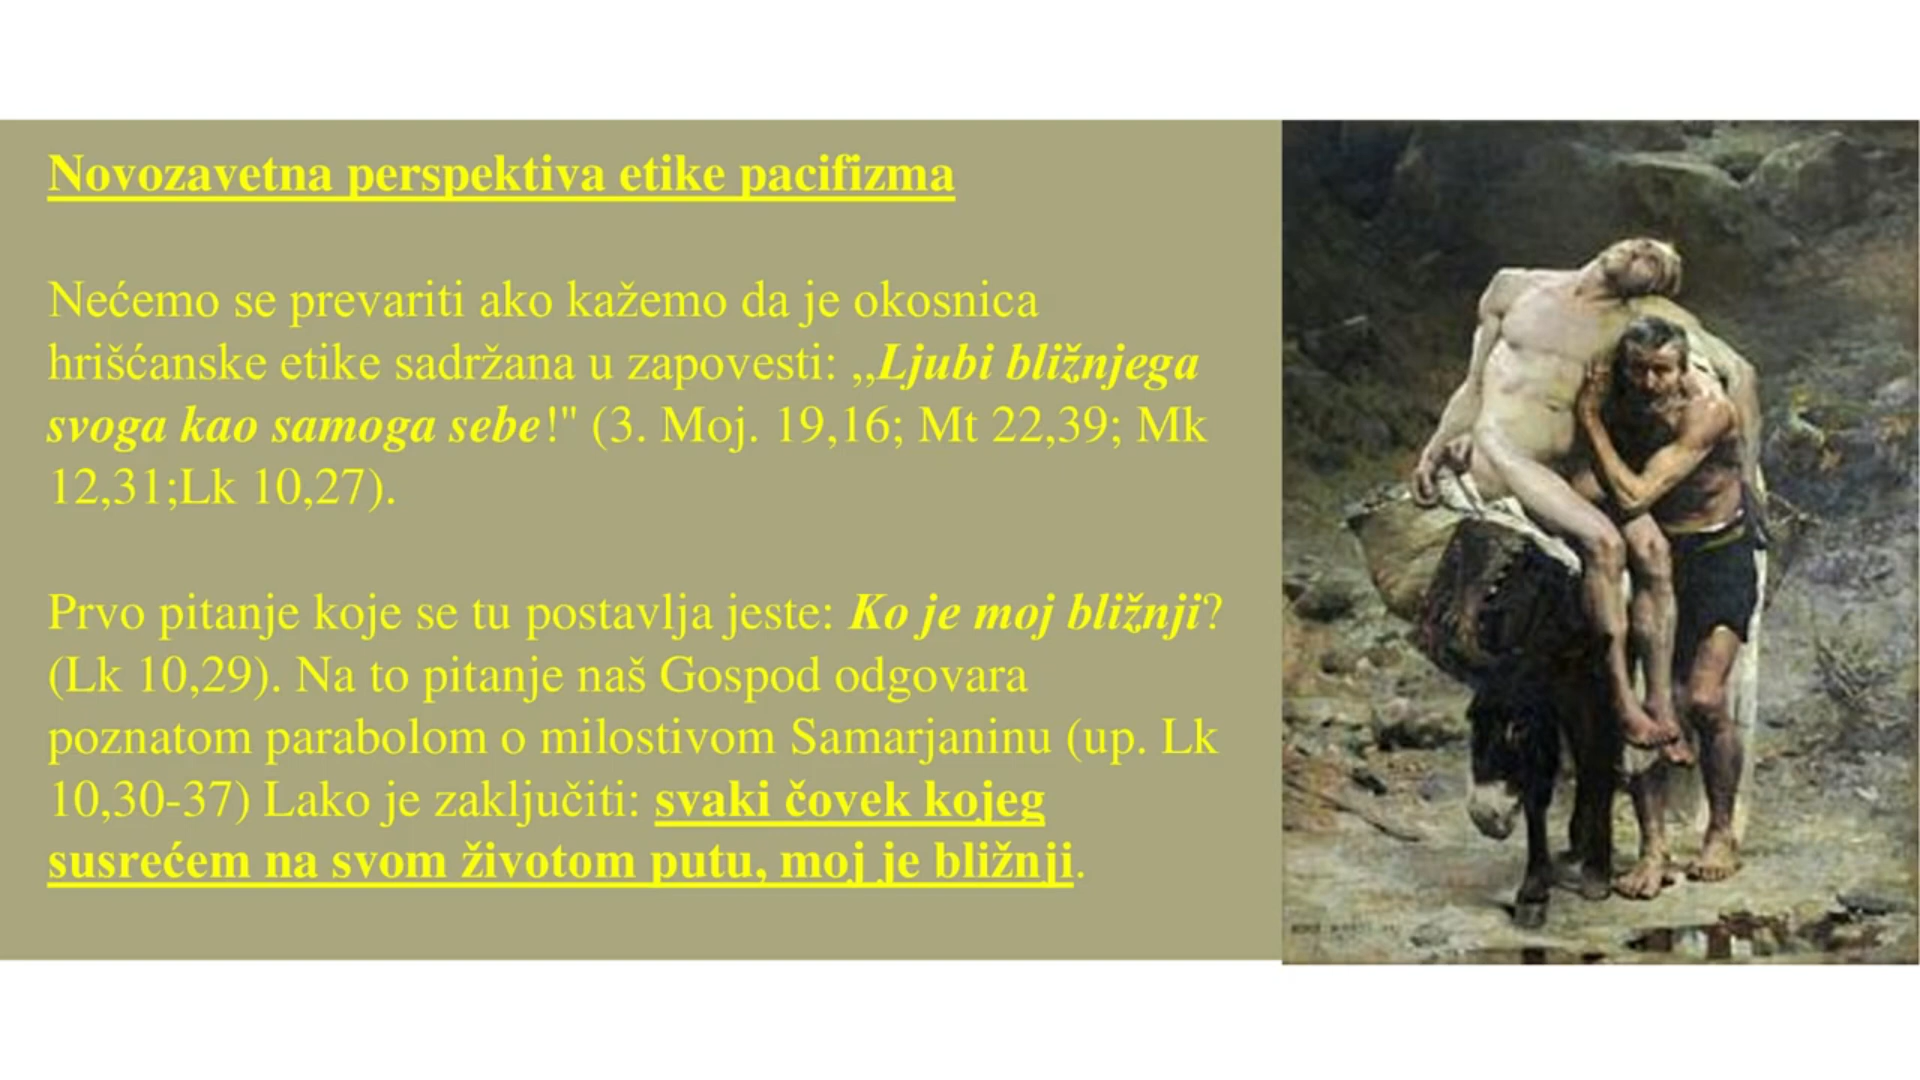 Novozavetna perspektiva etike pacifizma
Nećemo se prevariti ako kažemo da je okosnica
hrišćanske etike sadržana u zapovesti: ,,Ljubi bližnjega
svoga kao samoga sebe!" (3. Moj. 19,16; Mt 22,39; Mk
12,31;Lk 10,27).
Prvo pitanje koje se tu postavlja jeste: Ko je moj bližnji?
(Lk 10,29). Na to pitanje naš Gospod odgovara
poznatom parabolom o milostivom Samarjaninu (up. Lk
10,30-37) Lako je zaključiti: svaki čovek kojeg
susrećem na svom životom putu, moj je bližnji.